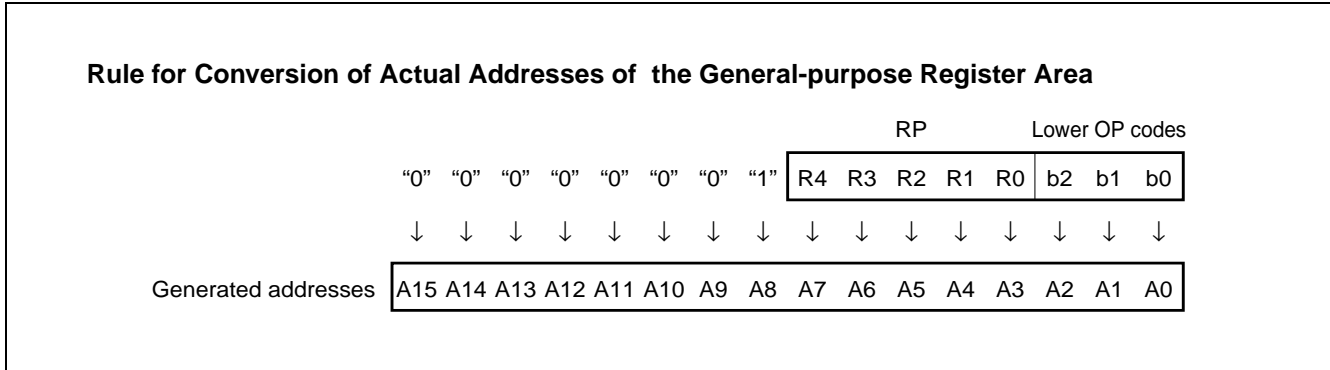 Rule for Conversion of Actual Addresses of the General-purpose Register Area
RP Lower OP codes
“0” “0” “0” “0” “0” “0” “0” “1” R4 R3 R2 R1 R0 b2 b1 b0
↓ ↓ ↓ ↓ ↓ ↓ ↓ ↓ ↓ ↓ ↓ ↓ ↓ ↓ ↓ ↓
Generated addresses A15 A14 A13 A12 A11 A10 A9 A8 A7 A6 A5 A4 A3 A2 A1 A0